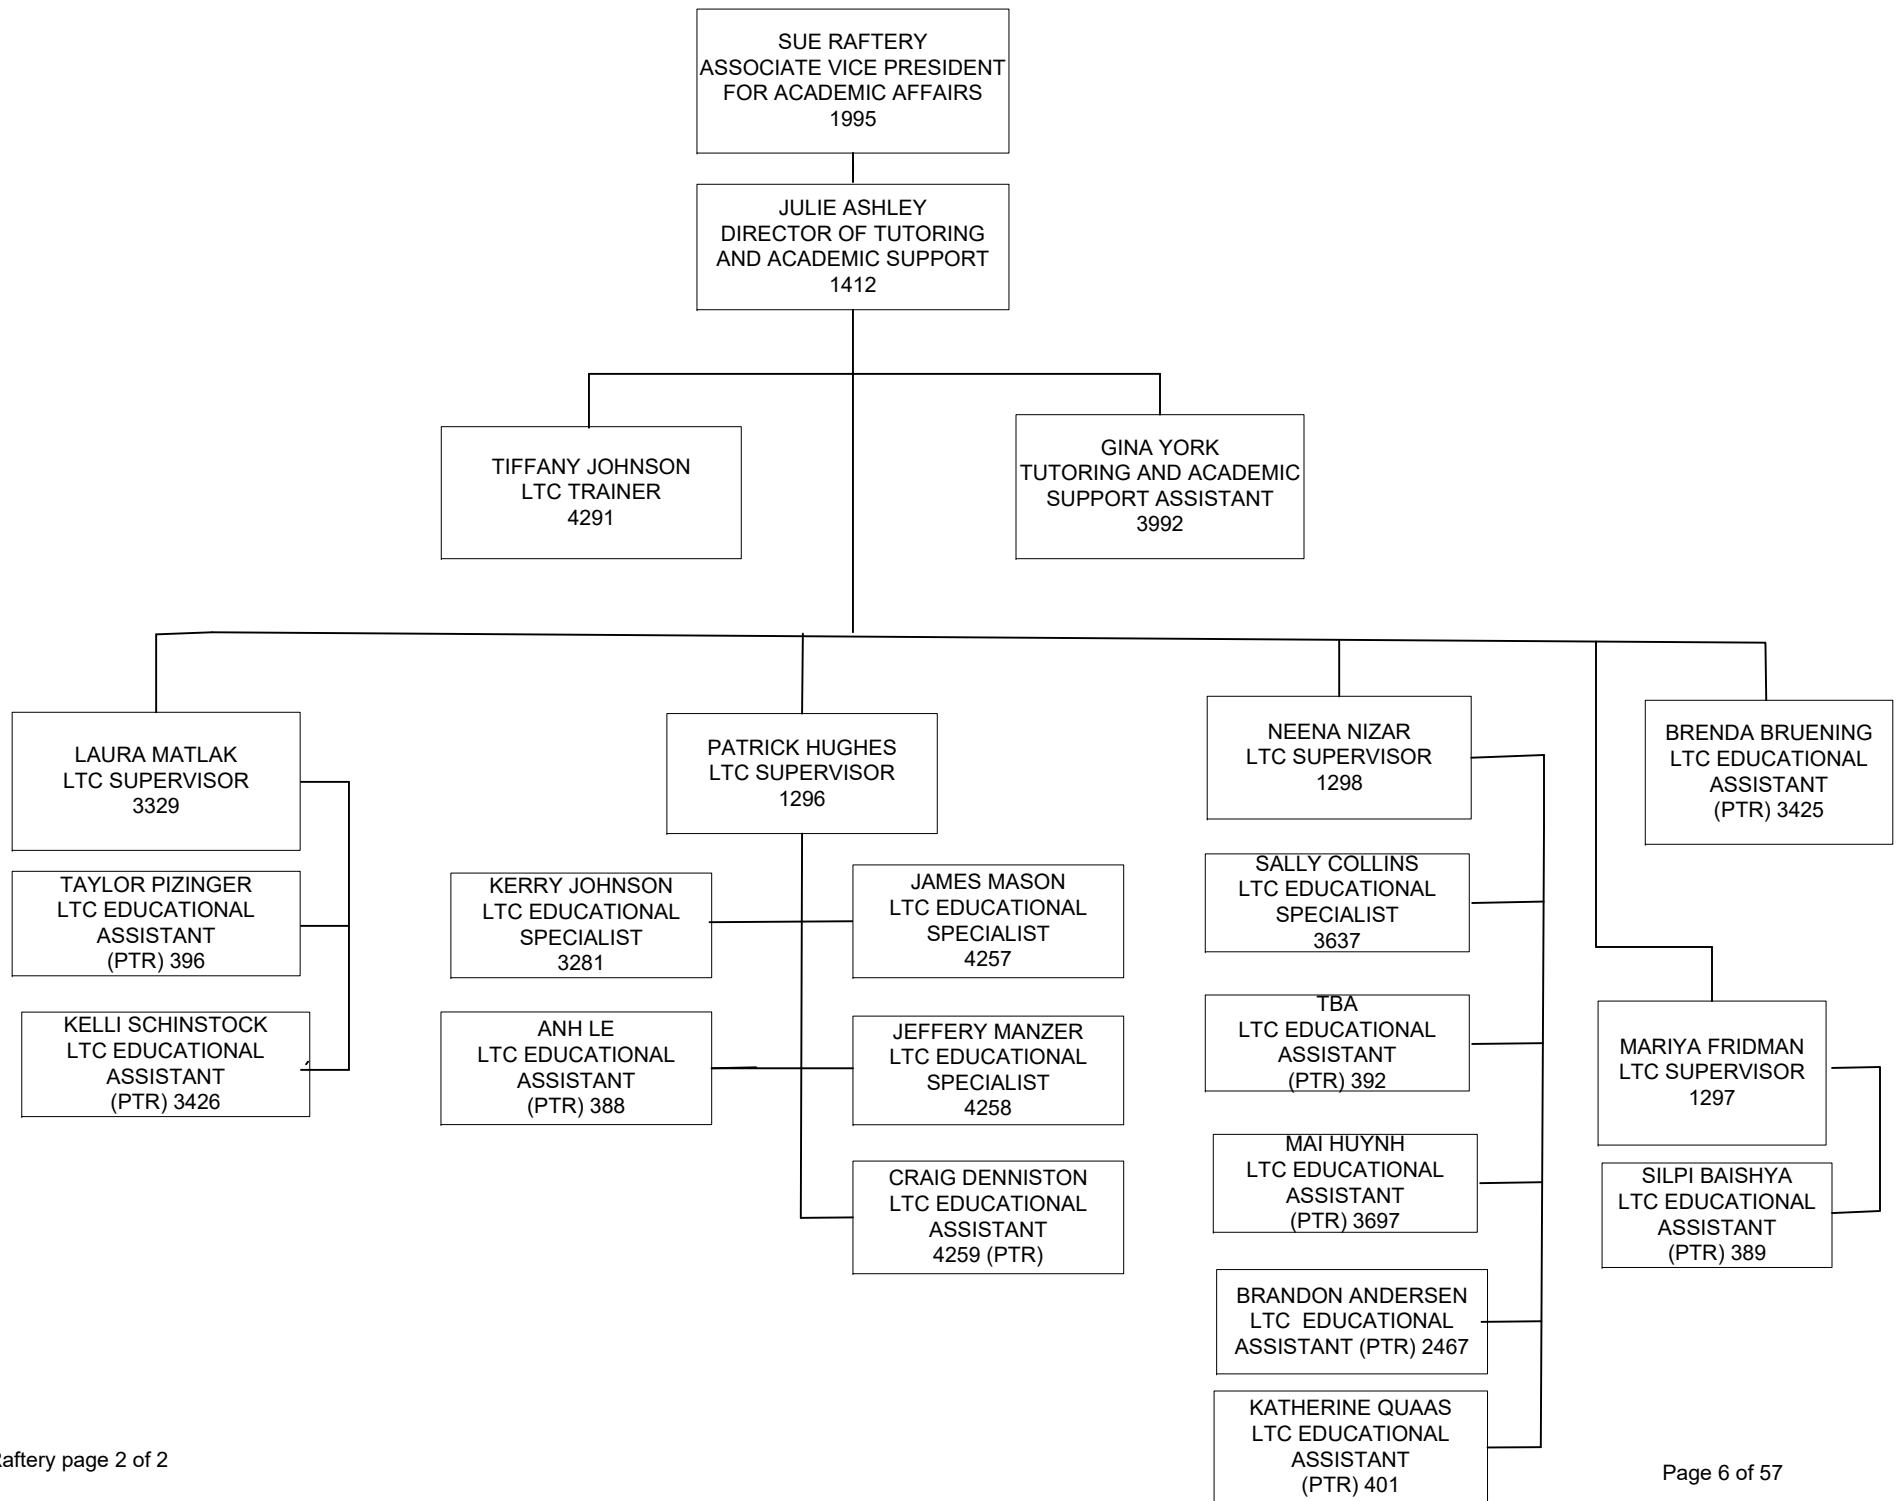 SUE RAFTERY
ASSOCIATE VICE PRESIDENT
FOR ACADEMIC AFFAIRS
1995
JULIE ASHLEY
DIRECTOR OF TUTORING
AND ACADEMIC SUPPORT
1412
TIFFANY JOHNSON
LTC TRAINER
4291
GINA YORK
TUTORING AND ACADEMIC
SUPPORT ASSISTANT
3992
LAURA MATLAK
LTC SUPERVISOR
3329
TAYLOR PIZINGER
LTC EDUCATIONAL
ASSISTANT
(PTR) 396
KELLI SCHINSTOCK
LTC EDUCATIONAL
ASSISTANT
(PTR) 3426
PATRICK HUGHES
LTC SUPERVISOR
1296
KERRY JOHNSON
LTC EDUCATIONAL
SPECIALIST
3281
JAMES MASON
LTC EDUCATIONAL
SPECIALIST
4257
ANH LE
LTC EDUCATIONAL
ASSISTANT
(PTR) 388
JEFFERY MANZER
LTC EDUCATIONAL
SPECIALIST
4258
CRAIG DENNISTON
LTC EDUCATIONAL
ASSISTANT
4259 (PTR)
NEENA NIZAR
LTC SUPERVISOR
1298
SALLY COLLINS
LTC EDUCATIONAL
SPECIALIST
3637
TBA
LTC EDUCATIONAL
ASSISTANT
(PTR) 392
MAI HUYNH
LTC EDUCATIONAL
ASSISTANT
(PTR) 3697
BRANDON ANDERSEN
LTC EDUCATIONAL
ASSISTANT (PTR) 2467
KATHERINE QUAAS
LTC EDUCATIONAL
ASSISTANT
(PTR) 401
BRENDA BRUENING
LTC EDUCATIONAL
ASSISTANT
(PTR) 3425
MARIYA FRIDMAN
LTC SUPERVISOR
1297
SILPI BAISHYA
LTC EDUCATIONAL
ASSISTANT
(PTR) 389
aftery page 2 of 2
Page 6 of 57